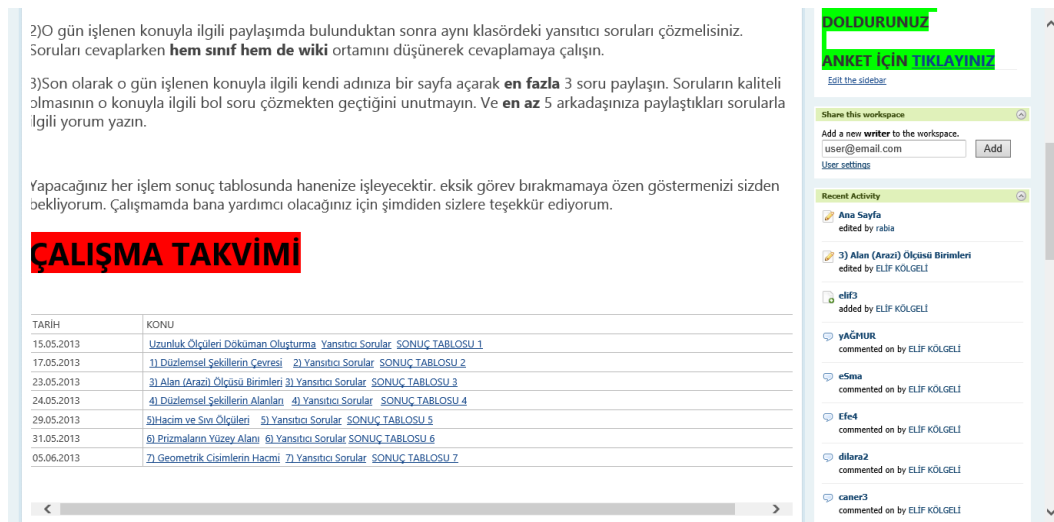 2)O gün işlenen konuyla ilgili paylaşımda bulunduktan sonra aynı klasördeki yansıtıcı soruları çözmelisiniz.
Soruları cevaplarken hem sınıf hem de wiki ortamını düşünerek cevaplamaya çalışın.
3)Son olarak o gün işlenen konuyla ilgili kendi adınıza bir sayfa açarak en fazla 3 soru paylaşın. Soruların kaliteli
olmasının o konuyla ilgili bol soru çözmekten geçtiğini unutmayın. Ve en az 5 arkadaşınıza paylaştıkları sorularla
ilgili yorum yazın.
Yapacağınız her işlem sonuç tablosunda hanenize işleyecektir. eksik görev bırakmamaya özen göstermenizi sizden
bekliyorum. Çalışmamda bana yardımcı olacağınız için şimdiden sizlere teşekkür ediyorum.
ÇALIŞMA TAKVİMİ
TARİH KONU
15.05.2013 Uzunluk Ölçüleri Döküman Oluşturma Yansıtıcı Sorular SONUÇ TABLOSU 1
17.05.2013 1) Düzlemsel Şekillerin Çevresi 2) Yansıtıcı Sorular SONUÇ TABLOSU 2
23.05.2013 3) Alan (Arazi) Ölçüsü Birimleri 3) Yansıtıcı Sorular SONUÇ TABLOSU 3
24.05.2013 4) Düzlemsel Şekillerin Alanları 4) Yansıtıcı Sorular SONUÇ TABLOSU 4
29.05.2013 5)Hacim ve Sıvı Ölçüleri 5) Yansıtıcı Sorular SONUÇ TABLOSU 5
31.05.2013 6) Prizmaların Yüzey Alanı 6) Yansıtıcı Sorular SONUÇ TABLOSU 6
05.06.2013 7) Geometrik Cisimlerin Hacmi 7) Yansıtıcı Sorular SONUÇ TABLOSU 7
DOLDURUNUZ
ANKET İÇİN TIKLAYINIZ
Edit the sidebar
Share this workspace
Add a new writer to the workspace.
user@email.com Add
User settings
Recent Activity
Ana Sayfa
edited by rabia
3) Alan (Arazi) Ölçüsü Birimleri
edited by ELİF KÖLGELİ
elif3
added by ELİF KÖLGELİ
yAĞMUR
commented on by ELİF KÖLGELİ
eSma
commented on by ELİF KÖLGELİ
Efe4
commented on by ELİF KÖLGELİ
dilara2
commented on by ELİF KÖLGELİ
caner3
commented on by ELİF KÖLGELİ